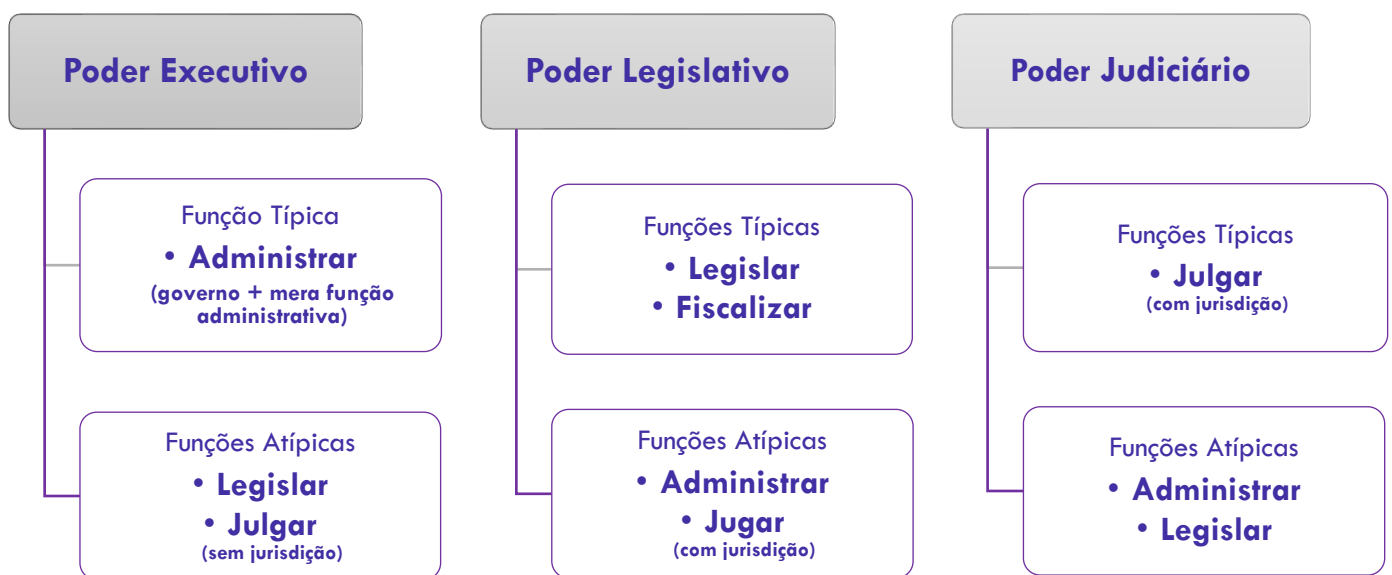 Poder Executivo
Função Típica
• Administrar
(governo + mera função
administrativa)
Funções Atípicas
• Legislar
• Julgar
(sem jurisdição)
Poder Legislativo
Funções Típicas
• Legislar
• Fiscalizar
Funções Atípicas
• Administrar
• Jugar
(com jurisdição)
Poder Judiciário
Funções Típicas
• Julgar
(com jurisdição)
Funções Atípicas
• Administrar
• Legislar